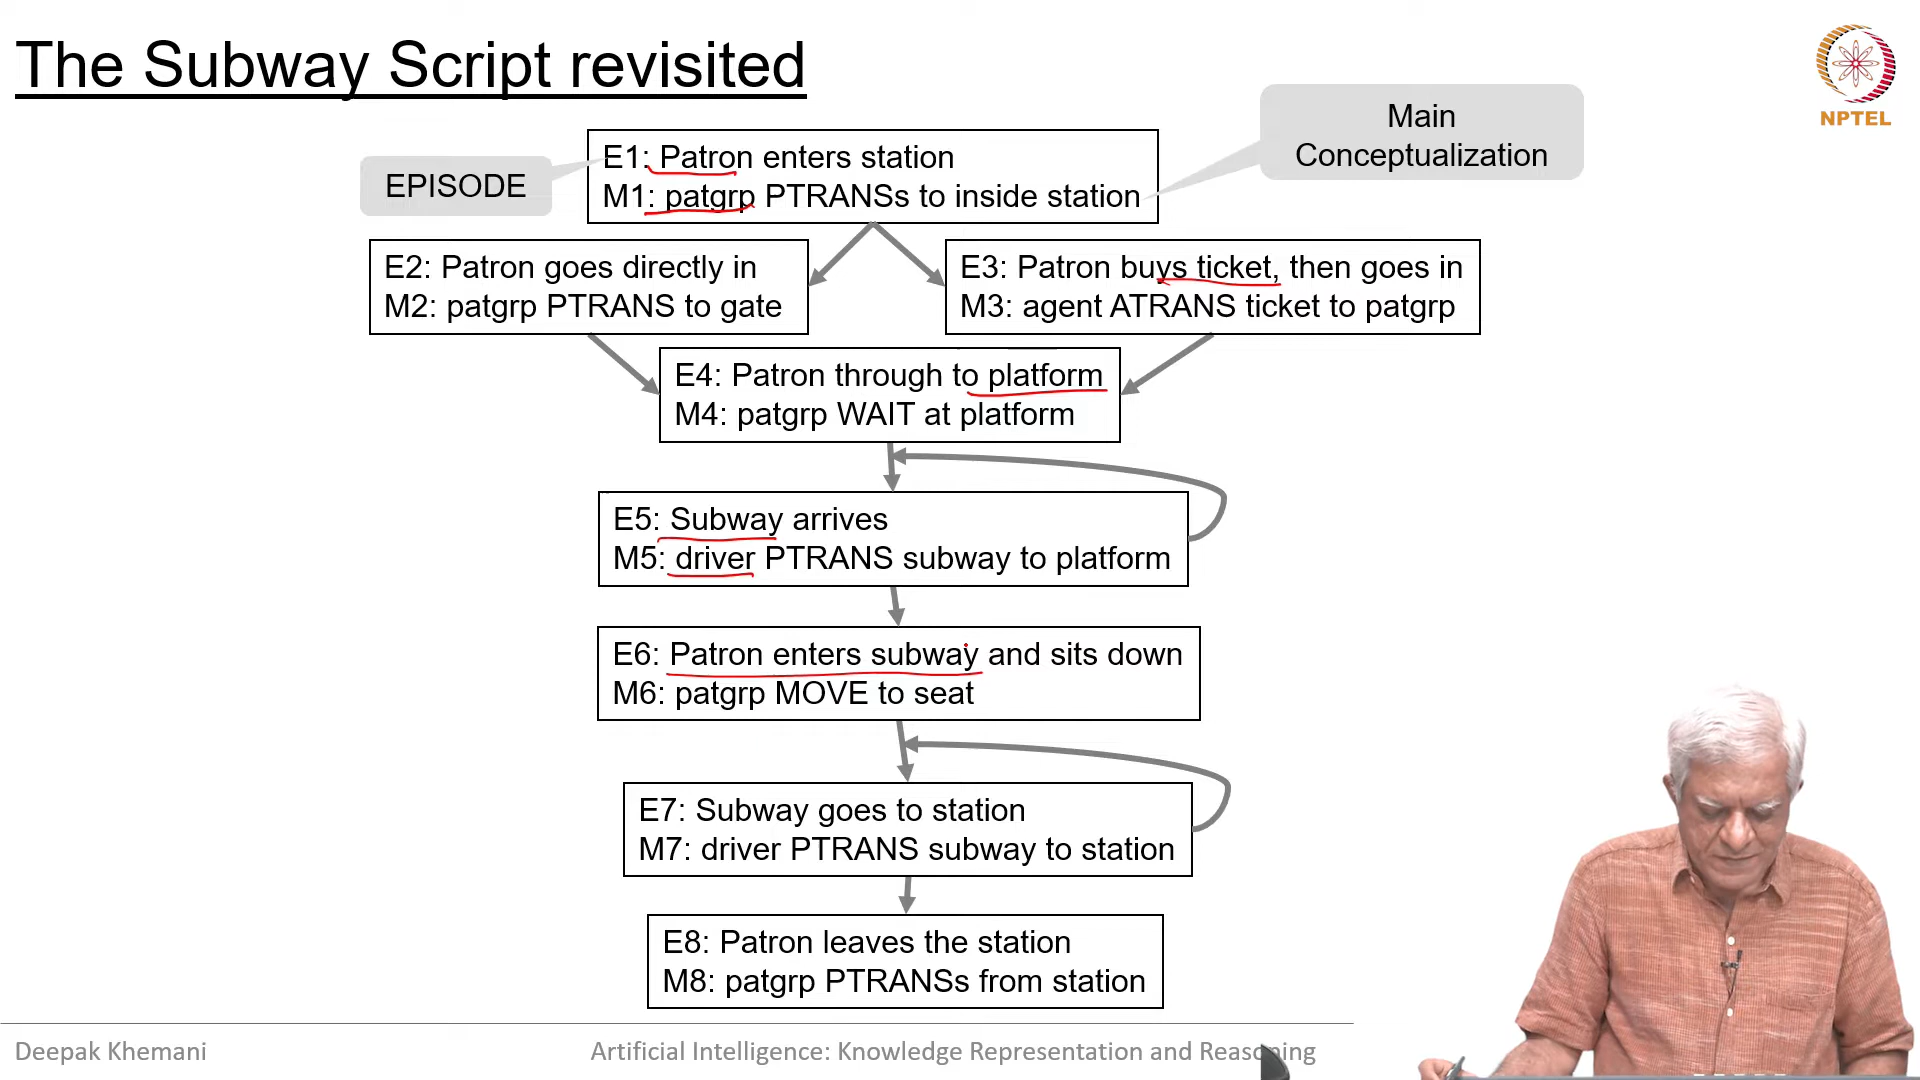 The Subway Script revisited
NPTEL
Main
Conceptualization
EPISODE
E1: Patron enters station
M1: patgrp PTRANSs to inside station
E2: Patron goes directly in
M2: patgrp PTRANS to gate
E3: Patron buys ticket, then goes in
M3: agent ATRANS ticket to patgrp
E4: Patron through to platform
M4: patgrp WAIT at platform
E5: Subway arrives
M5: driver PTRANS subway to platform
E6: Patron enters subway and sits down
M6: patgrp MOVE to seat
E7: Subway goes to station
M7: driver PTRANS subway to station
E8: Patron leaves the station
M8: patgrp PTRANSs from station
Deepak Khemani
Artificial Intelligence: Knowledge Representation and Reasoning